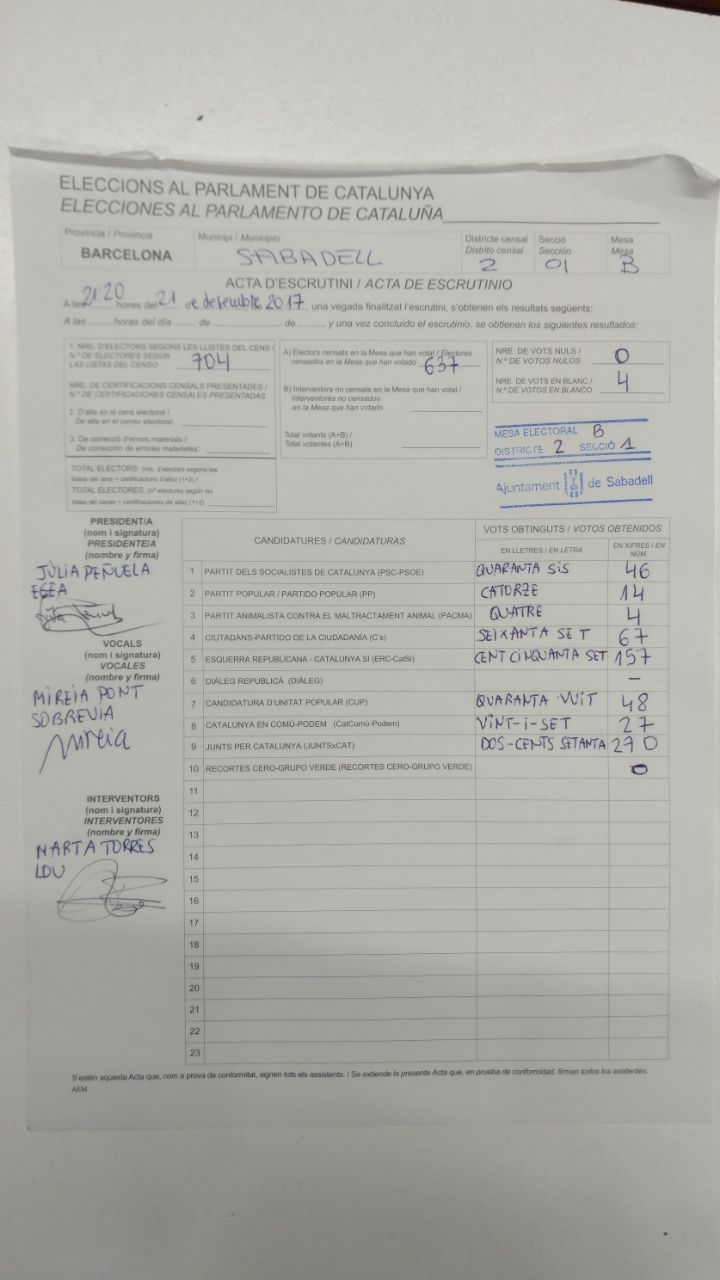 ELECCIONS AL PARLAMENT DE CATALUNYA
ELECCIONES AL PARLAMENTO DE CATALUÑA
Provincia / Provincia
BARCELONA
Municipi / Municipio
SABADELL
Districte censal
Distrito censal
2
Secció
Sección
01
Mesa
Mesa
B
ACTA D'ESCRUTINI / ACTA DE ESCRUTINIO
A les 21:20 hores del 21 de desembre 2017, una vegada finalitzat l'escrutini, s'obtenen els resultats següents:
A las ........ horas del día ........ de ........ de ........, y una vez concluido el escrutinio, se obtienen los siguientes resultados:
1. NRE. D'ELECTORS SEGONS LES LLISTES DEL CENS /
N.º DE ELECTORES SEGÚN
LAS LISTAS DEL CENSO
704
NRE. DE CERTIFICACIONS CENSALS PRESENTADES /
N.º DE CERTIFICACIONES CENSALES PRESENTADAS
2. D'alta en el cens electoral /
De alta en el censo electoral:
3. De correcció d'errors materials /
De corrección de errores materiales:
TOTAL ELECTORS: (nre. d'electors segons les
llistes del cens + certificacions d'alta) (1+2) /
TOTAL ELECTORES: (nº electores según las
listas del censo + certificaciones de alta) (1+2)
A) Electors censats en la Mesa que han votat / Electores
censados en la Mesa que han votado
637
B) Interventors no censats en la Mesa que han votat /
Interventores no censados
en la Mesa que han votado
Total votants (A+B) /
Total votantes (A+B)
NRE. DE VOTS NULS /
N.º DE VOTOS NULOS
0
NRE. DE VOTS EN BLANC /
N.º DE VOTOS EN BLANCO
4
MESA ELECTORAL B
DISTRICTE 2 SECCIÓ 1
Ajuntament de Sabadell
PRESIDENT/A
(nom i signatura)
PRESIDENTE/A
(nombre y firma)
JÚLIA PEÑUELA
EGEA
VOCALS
(nom i signatura)
VOCALES
(nombre y firma)
MIREIA PONT
SOBREVIA
Mireia
INTERVENTORS
(nom i signatura)
INTERVENTORES
(nombre y firma)
MARTA TORRES
LOU
CANDIDATURES / CANDIDATURAS
VOTS OBTINGUTS / VOTOS OBTENIDOS
EN LLETRES / EN LETRA
EN XIFRES / EN NÚM.
1 PARTIT DELS SOCIALISTES DE CATALUNYA (PSC-PSOE) QUARANTA SIS 46
2 PARTIT POPULAR / PARTIDO POPULAR (PP) CATORZE 14
3 PARTIT ANIMALISTA CONTRA EL MALTRACTAMENT ANIMAL (PACMA) QUATRE 4
4 CIUTADANS-PARTIDO DE LA CIUDADANÍA (C's) SEIXANTA SET 67
5 ESQUERRA REPUBLICANA - CATALUNYA SI (ERC-CatSí) CENT CINQUANTA SET 157
6 DIÀLEG REPUBLICÀ (DIÀLEG) –
7 CANDIDATURA D'UNITAT POPULAR (CUP) QUARANTA VUIT 48
8 CATALUNYA EN COMÚ-PODEM (CatComú-Podem) VINT-I-SET 27
9 JUNTS PER CATALUNYA (JUNTSxCAT) DOS-CENTS SETANTA 270
10 RECORTES CERO-GRUPO VERDE (RECORTES CERO-GRUPO VERDE) 0
11
12
13
14
15
16
17
18
19
20
21
22
23
S'estén aquesta Acta que, com a prova de conformitat, signen tots els assistents. / Se extiende la presente Acta que, en prueba de conformidad, firman todos los asistentes.
AEM